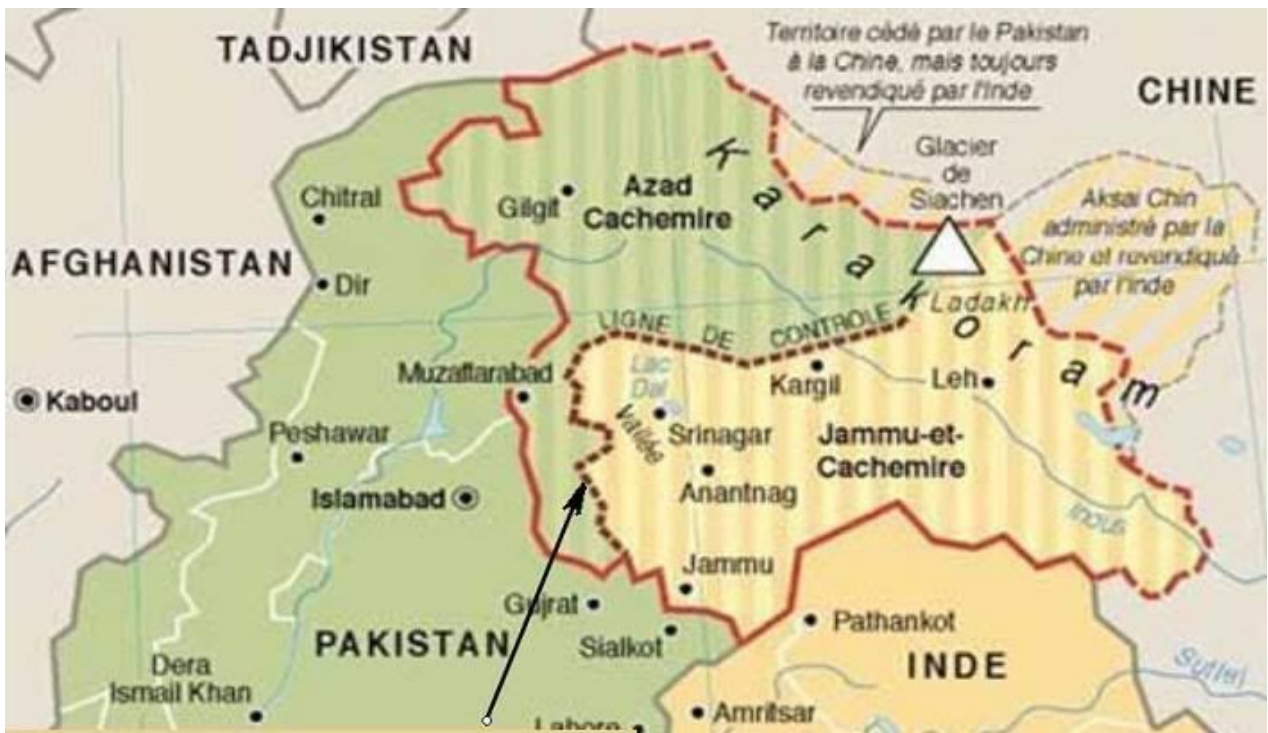 TADJIKISTAN
Territoire cédé par le Pakistan
à la Chine, mais toujours
revendiqué par l'Inde
CHINE
Glacier
de
Siachen
Karakoram
Chitral
Gilgit
Azad
Cachemire
Aksai Chin
administré par la
Chine et revendiqué
par l'Inde
AFGHANISTAN
Dir
Ladakh
LIGNE DE CONTROLE
Muzaffarabad
Lac
Dal
Kargil
Leh
Kaboul
Vallée
Srinagar
Peshawar
Jammu-et-
Cachemire
Islamabad
Anantnag
Indus
Jammu
Gujrat
Pathankot
PAKISTAN
Sialkot
INDE
Dera
Ismail Khan
Sutlej
Amritsar
Lahore